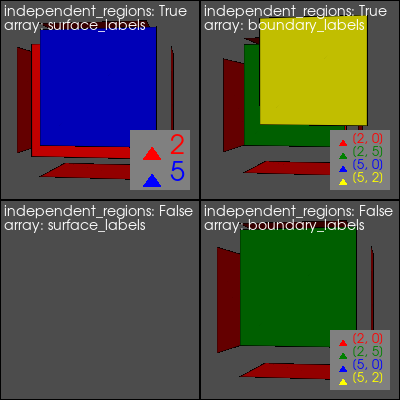 independent_regions: True
array: surface_labels
2
5
independent_regions: True
array: boundary_labels
(2, 0)
(2, 5)
(5, 0)
(5, 2)
independent_regions: False
array: surface_labels
independent_regions: False
array: boundary_labels
(2, 0)
(2, 5)
(5, 0)
(5, 2)